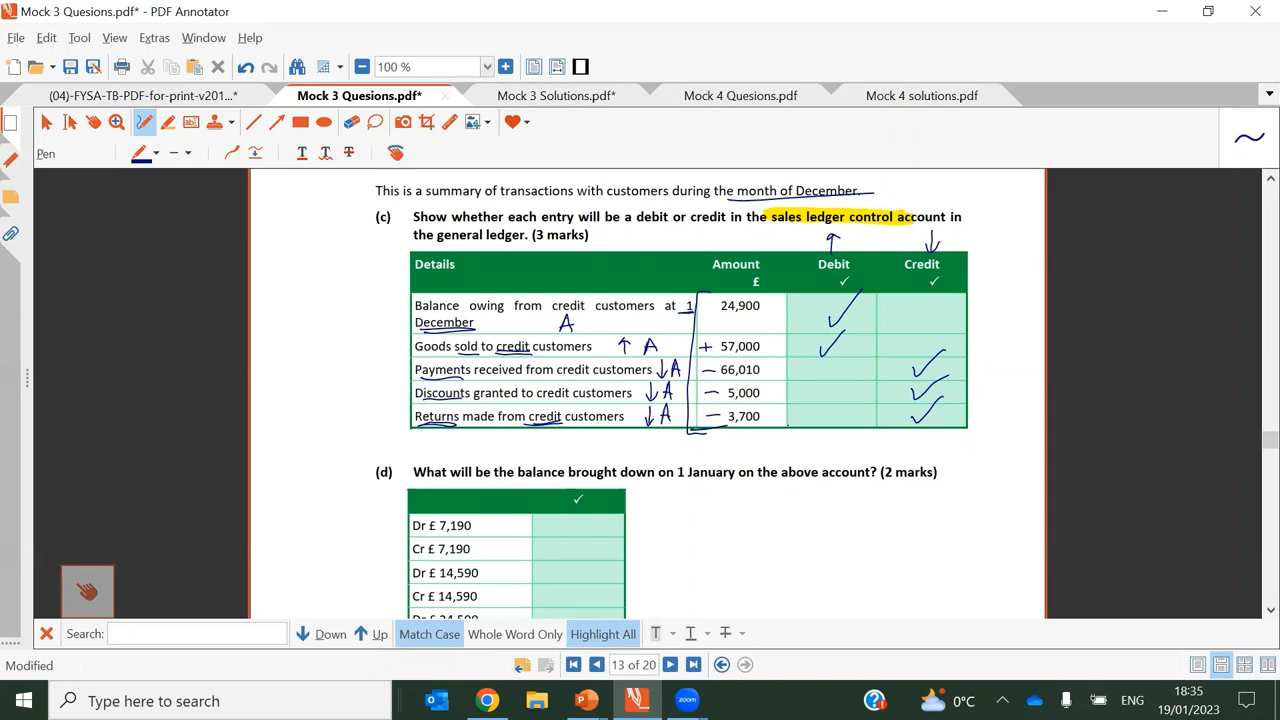 Mock 3 Quesions.pdf* - PDF Annotator
File Edit Tool View Extras Window Help
100 %
(04)-FYSA-TB-PDF-for-print-v201...* Mock 3 Quesions.pdf* Mock 3 Solutions.pdf* Mock 4 Quesions.pdf Mock 4 solutions.pdf
Pen
This is a summary of transactions with customers during the month of December.
(c) Show whether each entry will be a debit or credit in the sales ledger control account in
the general ledger. (3 marks)
Details Amount Debit Credit
£ ✓ ✓
Balance owing from credit customers at 1 24,900 ✓
December A
Goods sold to credit customers ↑ A + 57,000 ✓
Payments received from credit customers ↓ A - 66,010 ✓
Discounts granted to credit customers ↓ A - 5,000 ✓
Returns made from credit customers ↓ A - 3,700 ✓
(d) What will be the balance brought down on 1 January on the above account? (2 marks)
✓
Dr £ 7,190
Cr £ 7,190
Dr £ 14,590
Cr £ 14,590
Search: Down Up Match Case Whole Word Only Highlight All
Modified 13 of 20
Type here to search zoom 0°C ENG 18:35
19/01/2023